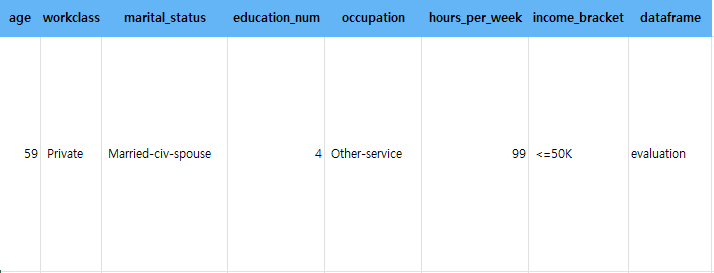 age workclass marital_status education_num occupation hours_per_week income_bracket dataframe
59 Private Married-civ-spouse 4 Other-service 99 <=50K evaluation